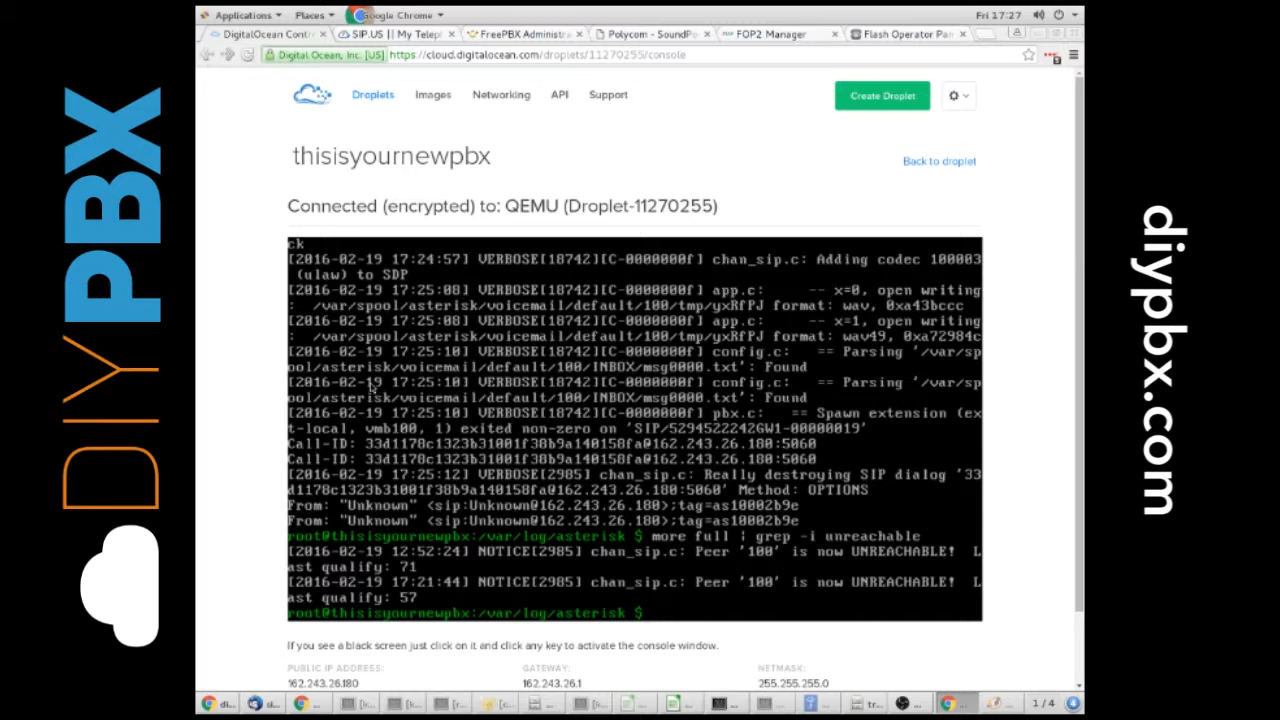 Applications
Places
Google Chrome
Fri 17:27
DigitalOcean Contr
SIP.US || My Telepl
FreePBX Administra
Polycom - SoundPo
FOP2 Manager
Flash Operator Pan
Digital Ocean, Inc. [US]
https://cloud.digitalocean.com/droplets/11270255/console
Droplets
Images
Networking
API
Support
Create Droplet
thisisyournewpbx
Back to droplet
Connected (encrypted) to: QEMU (Droplet-11270255)
ck
[2016-02-19 17:24:57] VERBOSE[18742][C-0000000f] chan_sip.c: Adding codec 100003
(ulaw) to SDP
[2016-02-19 17:25:08] VERBOSE[18742][C-0000000f] app.c:     -- x=0, open writing
:  /var/spool/asterisk/voicemail/default/100/tmp/yxRfPJ format: wav, 0xa43bccc
[2016-02-19 17:25:08] VERBOSE[18742][C-0000000f] app.c:     -- x=1, open writing
:  /var/spool/asterisk/voicemail/default/100/tmp/yxRfPJ format: wav49, 0xa72984c
[2016-02-19 17:25:10] VERBOSE[18742][C-0000000f] config.c:   == Parsing '/var/sp
ool/asterisk/voicemail/default/100/INBOX/msg0000.txt': Found
[2016-02-19 17:25:10] VERBOSE[18742][C-0000000f] config.c:   == Parsing '/var/sp
ool/asterisk/voicemail/default/100/INBOX/msg0000.txt': Found
[2016-02-19 17:25:10] VERBOSE[18742][C-0000000f] pbx.c:   == Spawn extension (ex
t-local, vmb100, 1) exited non-zero on 'SIP/5294522242GW1-00000019'
Call-ID: 33d1178c1323b31001f38b9a140158fa@162.243.26.180:5060
Call-ID: 33d1178c1323b31001f38b9a140158fa@162.243.26.180:5060
[2016-02-19 17:25:12] VERBOSE[2985] chan_sip.c: Really destroying SIP dialog '33
d1178c1323b31001f38b9a140158fa@162.243.26.180:5060' Method: OPTIONS
From: "Unknown" <sip:Unknown@162.243.26.180>;tag=as10002b9e
From: "Unknown" <sip:Unknown@162.243.26.180>;tag=as10002b9e
root@thisisyournewpbx:/var/log/asterisk $ more full | grep -i unreachable
[2016-02-19 12:52:24] NOTICE[2985] chan_sip.c: Peer '100' is now UNREACHABLE!  L
ast qualify: 71
[2016-02-19 17:21:44] NOTICE[2985] chan_sip.c: Peer '100' is now UNREACHABLE!  L
ast qualify: 57
root@thisisyournewpbx:/var/log/asterisk $
If you see a black screen just click on it and click any key to activate the console window.
PUBLIC IP ADDRESS:
GATEWAY:
NETMASK:
162.243.26.180
162.243.26.1
255.255.255.0
1 / 4
4
DIYPBX
diypbx.com